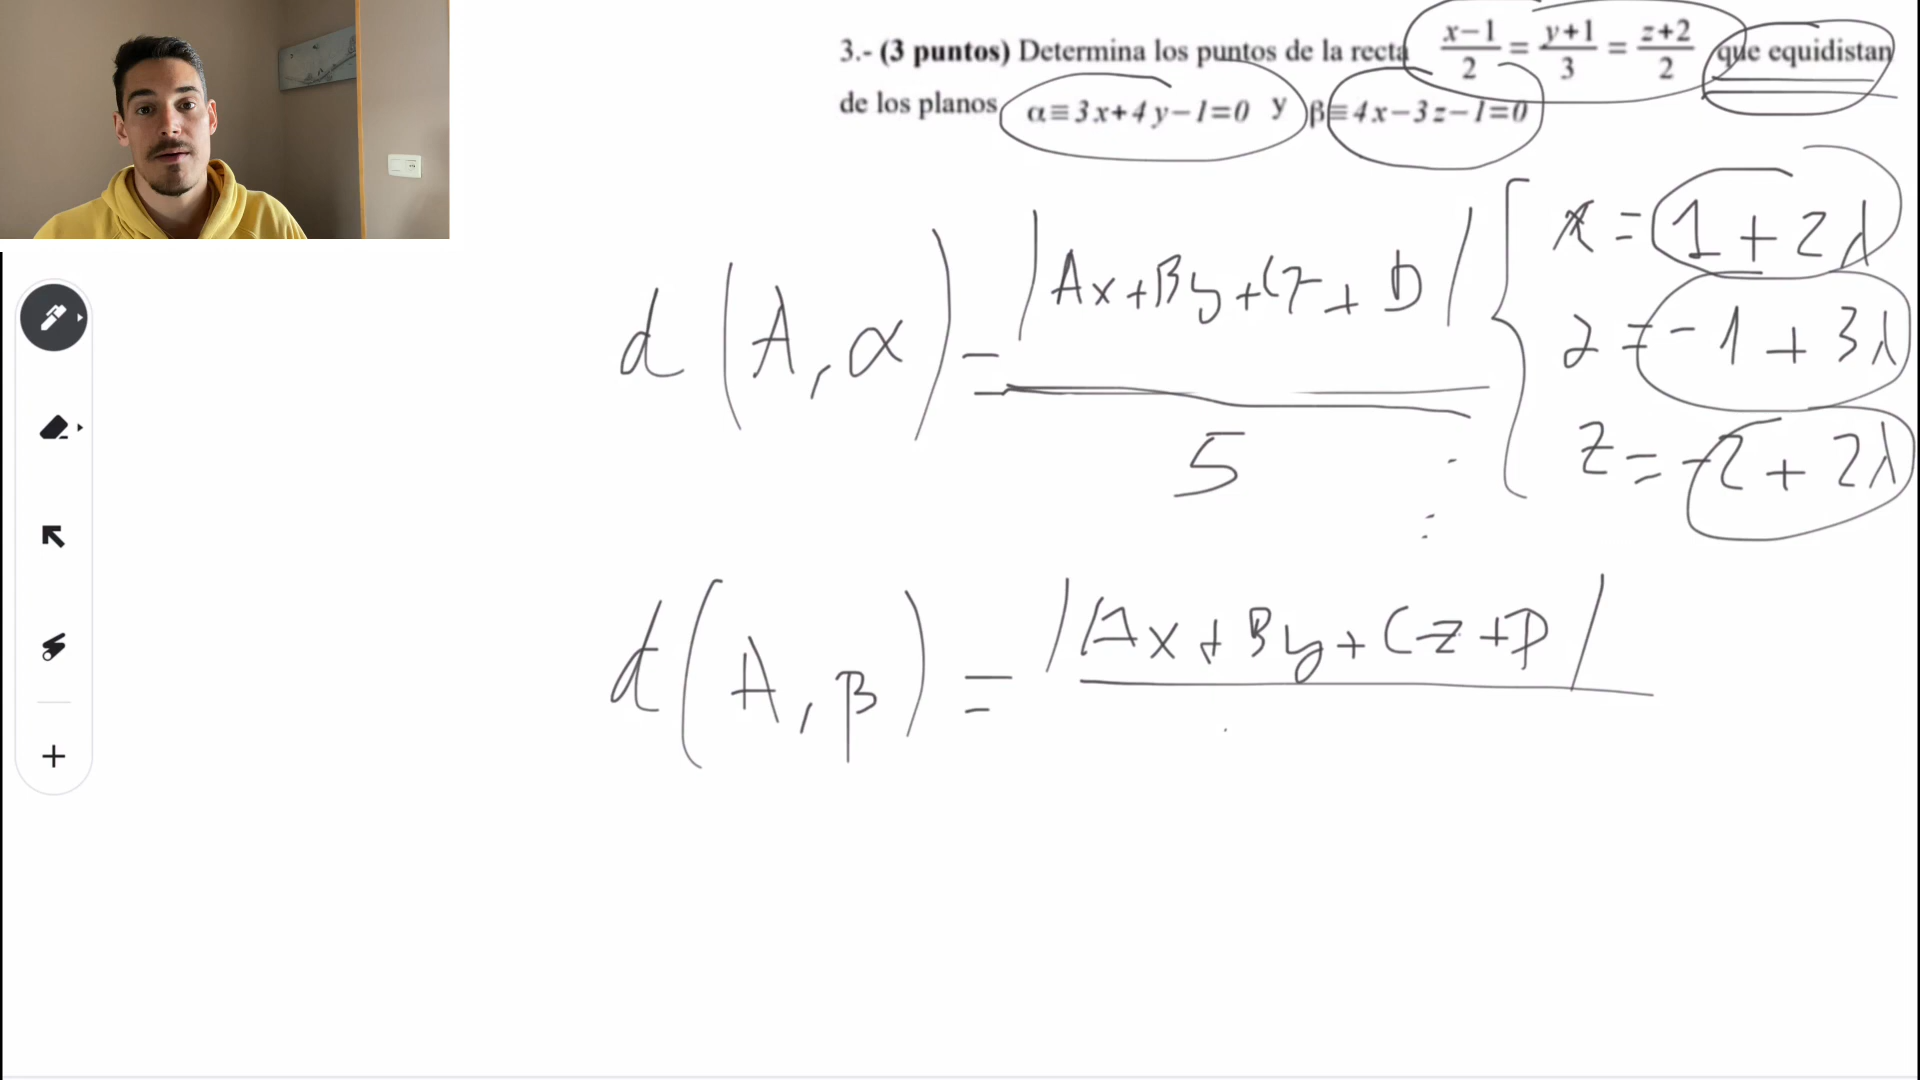 3.- (3 puntos) Determina los puntos de la recta x−1/2 = y+1/3 = z+2/2 que equidistan
de los planos α≡3x+4y−1=0 y β≡4x−3z−1=0
x = 1 + 2λ
2 = -1 + 3λ
z = -2 + 2λ
d(A, α) = |Ax+By+Cz+D| / 5
d(A, β) = |Ax+By+Cz+D|